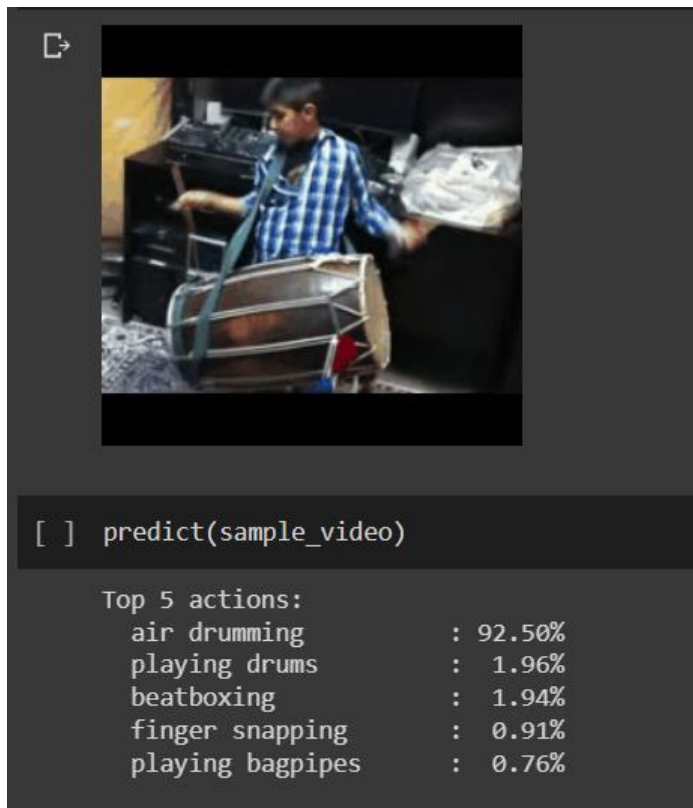 [ ] predict(sample_video)
Top 5 actions:
air drumming : 92.50%
playing drums : 1.96%
beatboxing : 1.94%
finger snapping : 0.91%
playing bagpipes : 0.76%